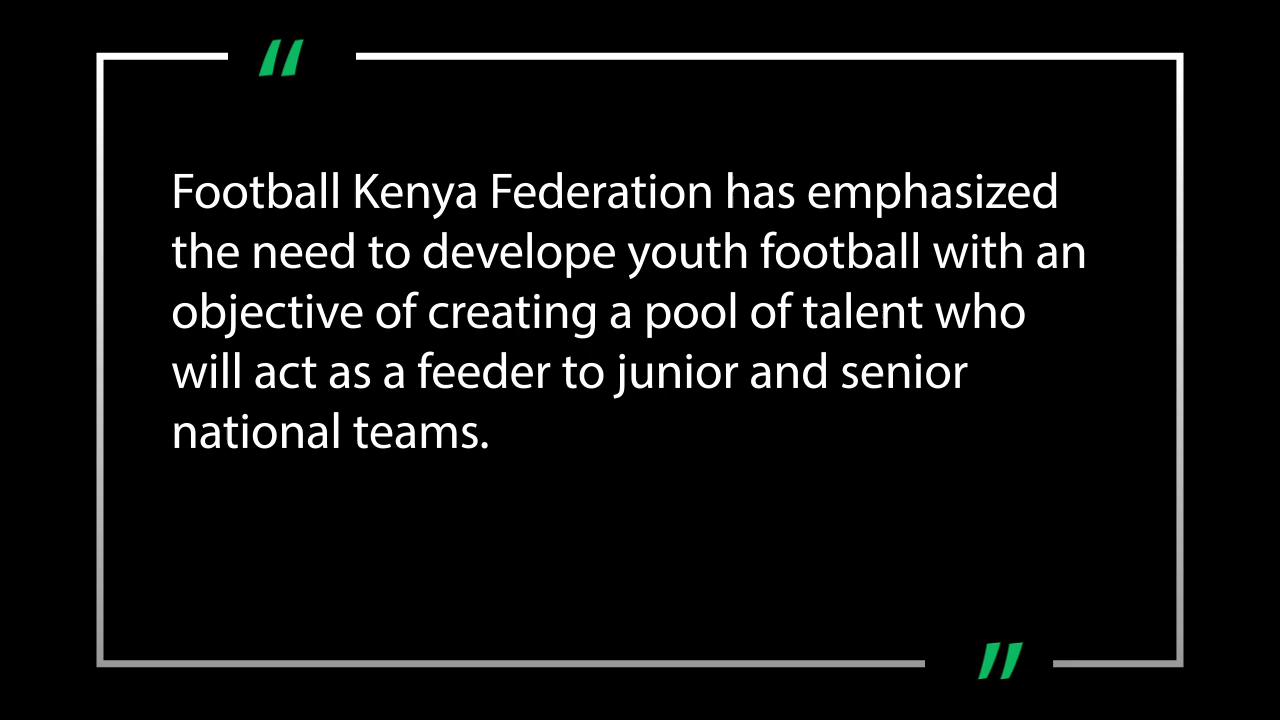 Football Kenya Federation has emphasized
the need to develope youth football with an
objective of creating a pool of talent who
will act as a feeder to junior and senior
national teams.